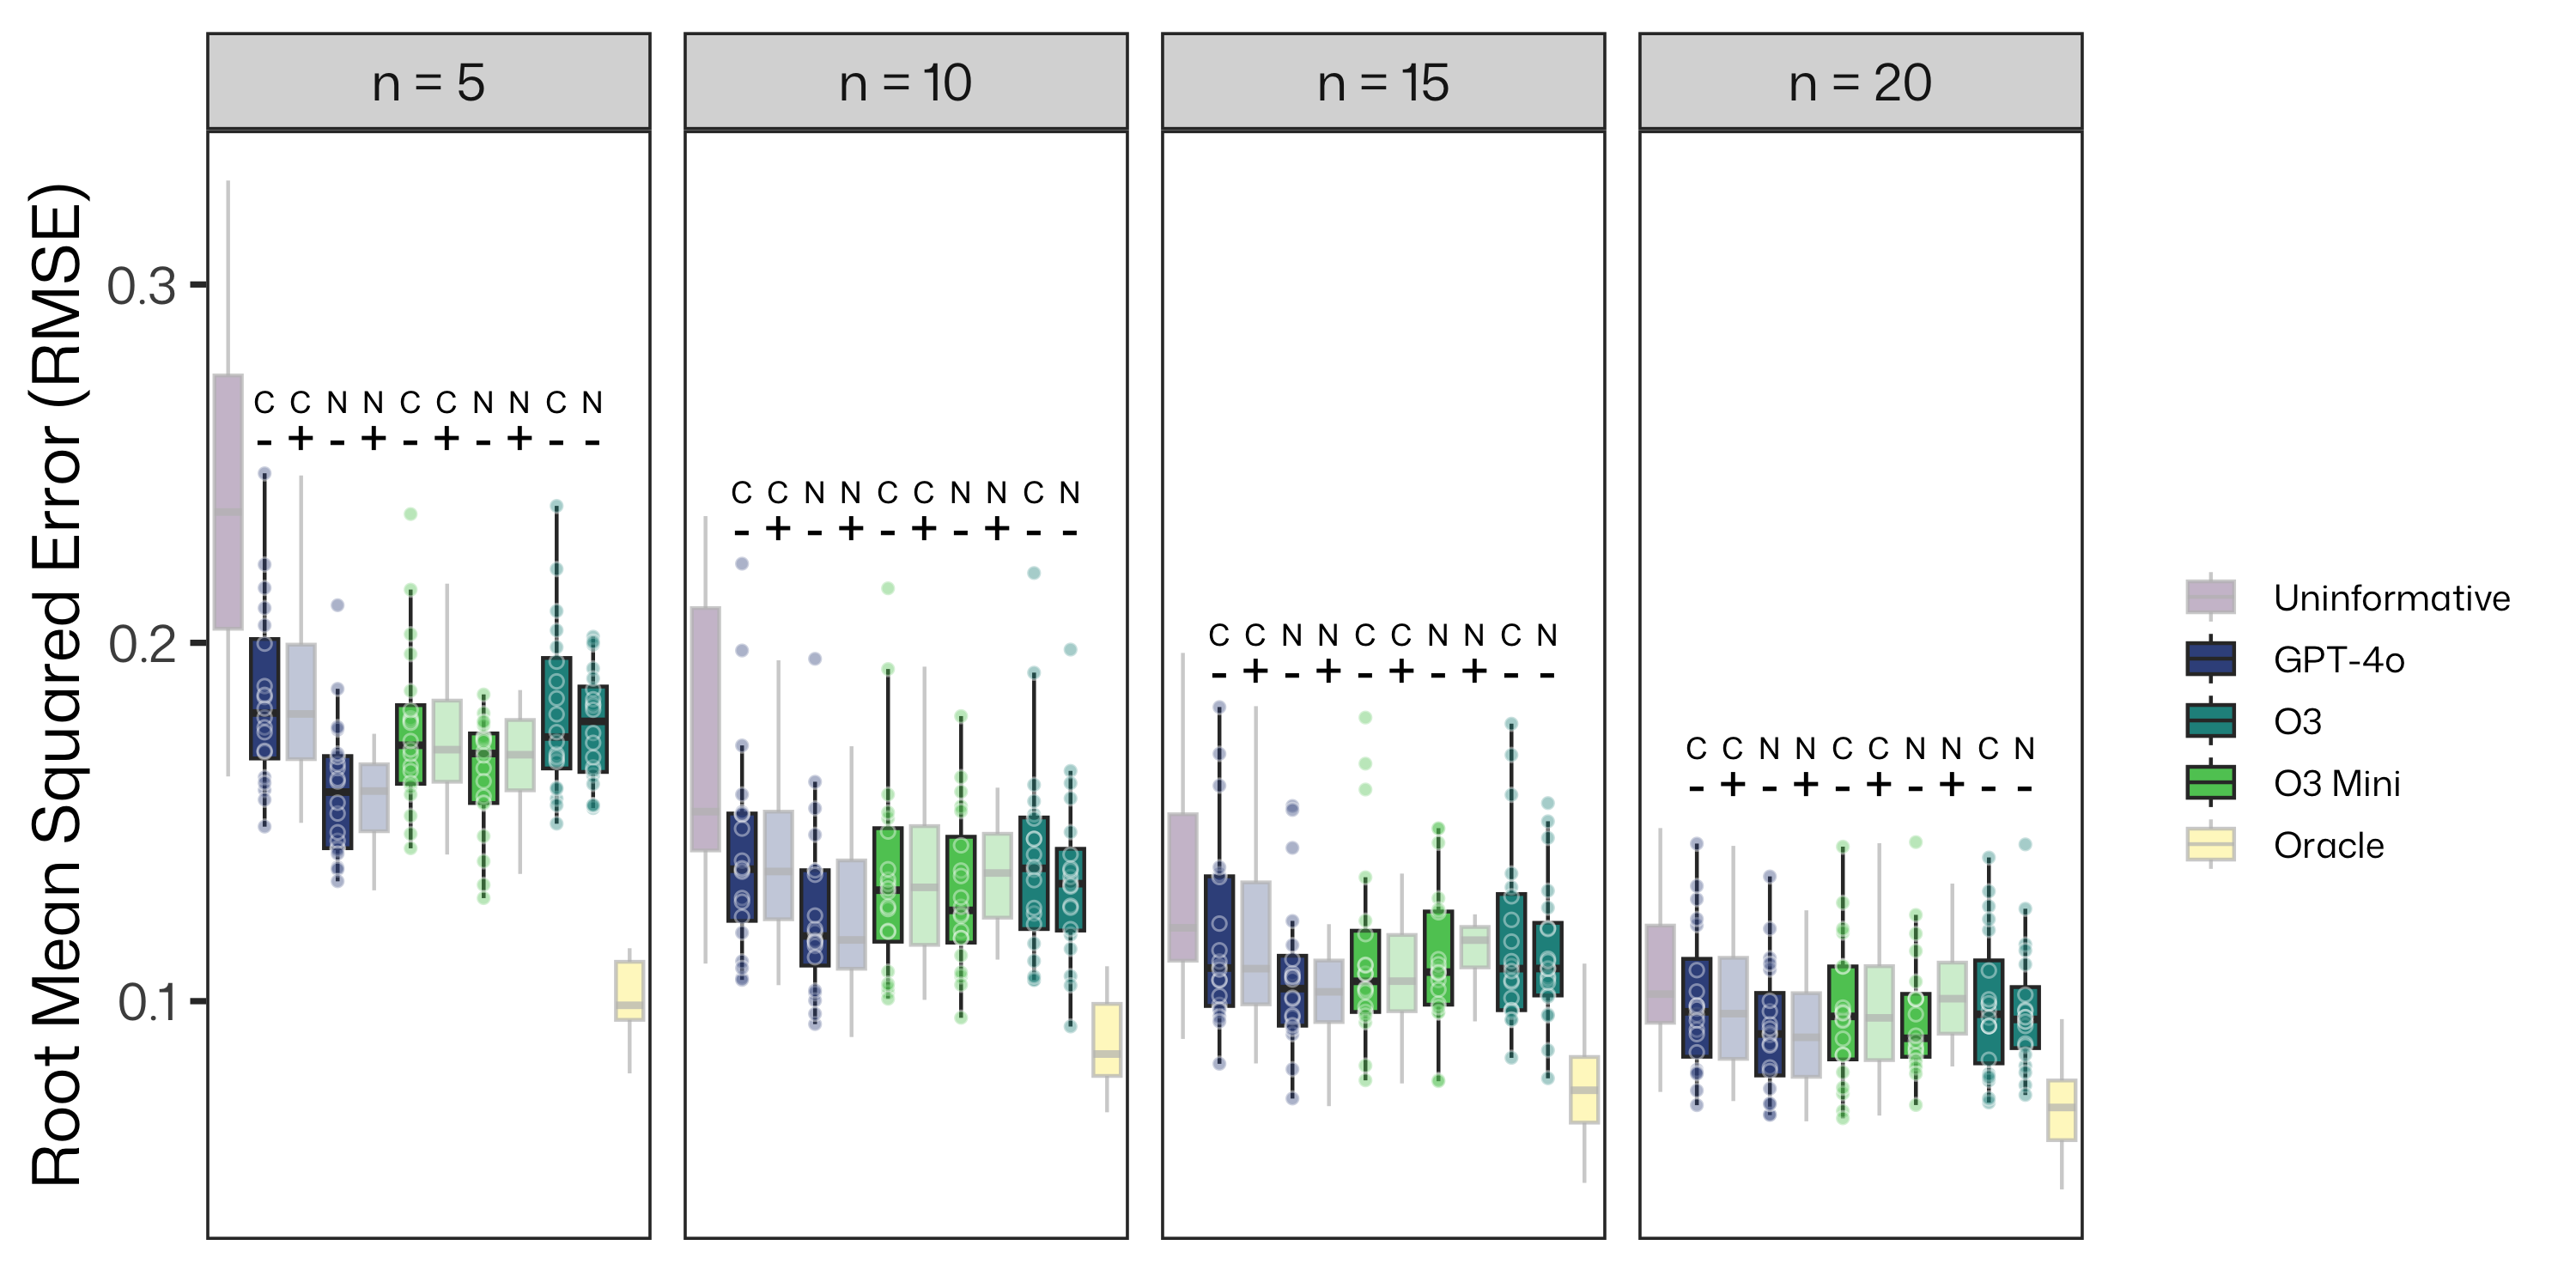 n = 5
n = 10
n = 15
n = 20
Root Mean Squared Error (RMSE)
0.3
0.2
0.1
C C N N C C N N C N
- + - + - + - + - -
C C N N C C N N C N
- + - + - + - + - -
C C N N C C N N C N
- + - + - + - + - -
C C N N C C N N C N
- + - + - + - + - -
Uninformative
GPT-4o
O3
O3 Mini
Oracle